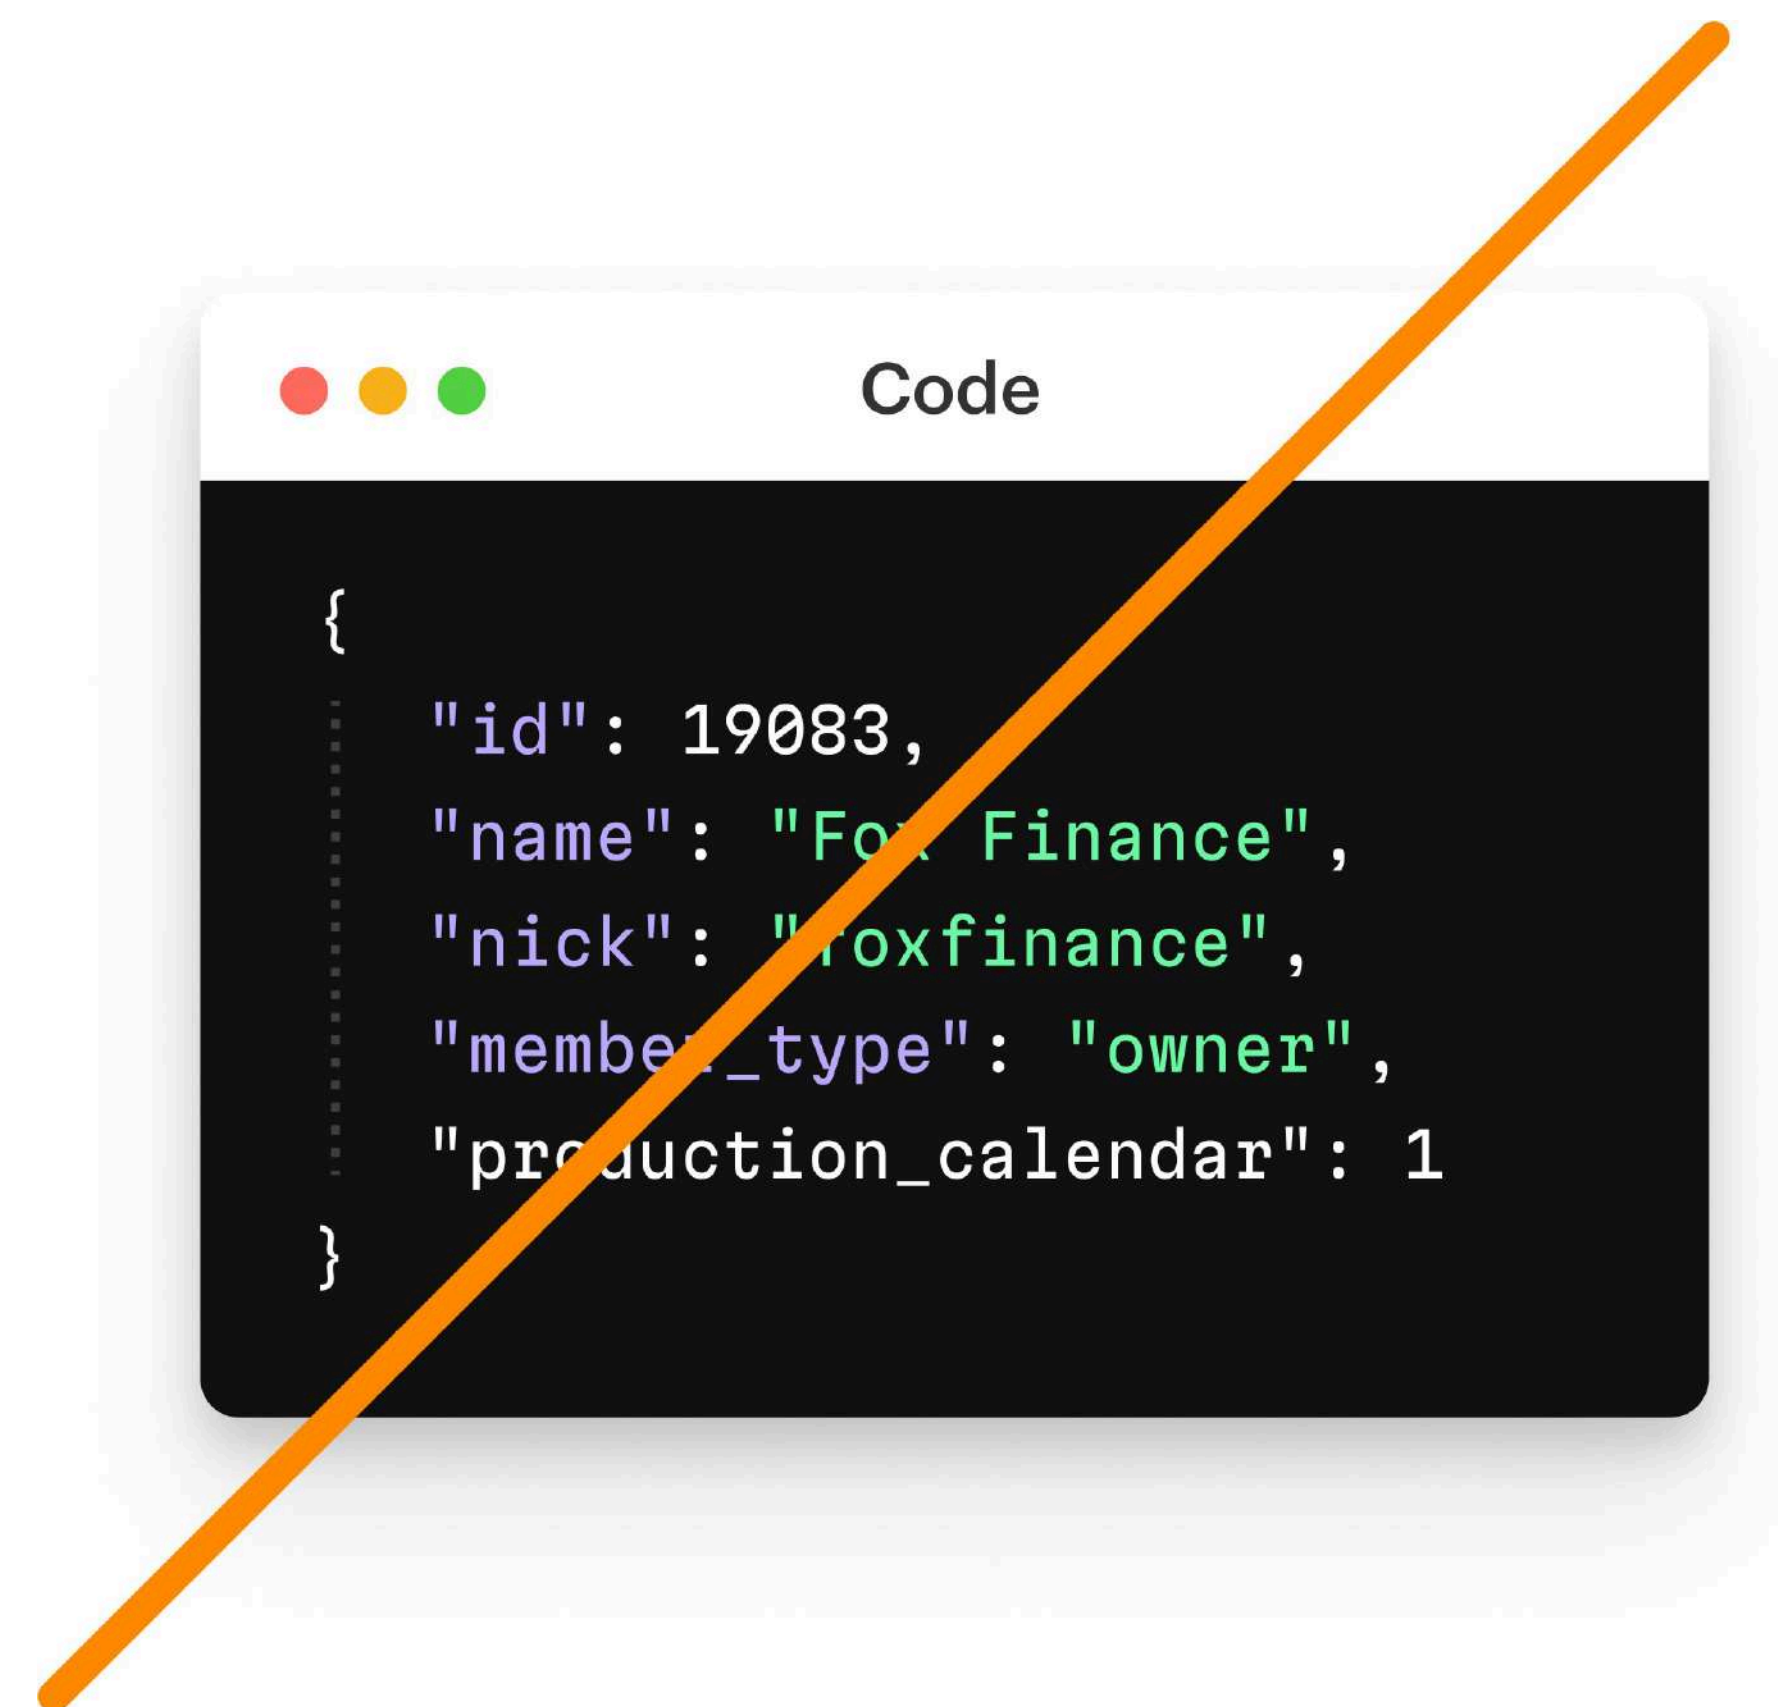 Code
{
"id": 19083,
"name": "Fox Finance",
"nick": "foxfinance",
"member_type": "owner",
"production_calendar": 1
}